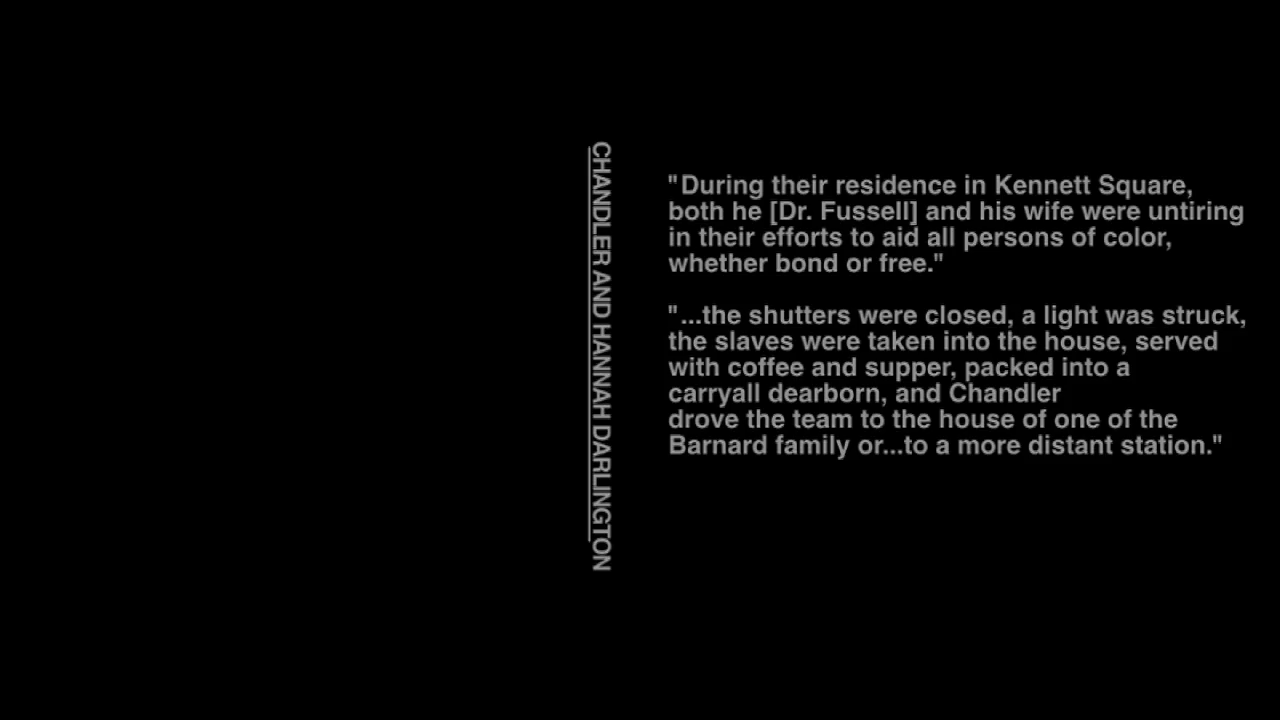 CHANDLER AND HANNAH DARLINGTON
"During their residence in Kennett Square,
both he [Dr. Fussell] and his wife were untiring
in their efforts to aid all persons of color,
whether bond or free."
"...the shutters were closed, a light was struck,
the slaves were taken into the house, served
with coffee and supper, packed into a
carryall dearborn, and Chandler
drove the team to the house of one of the
Barnard family or...to a more distant station."